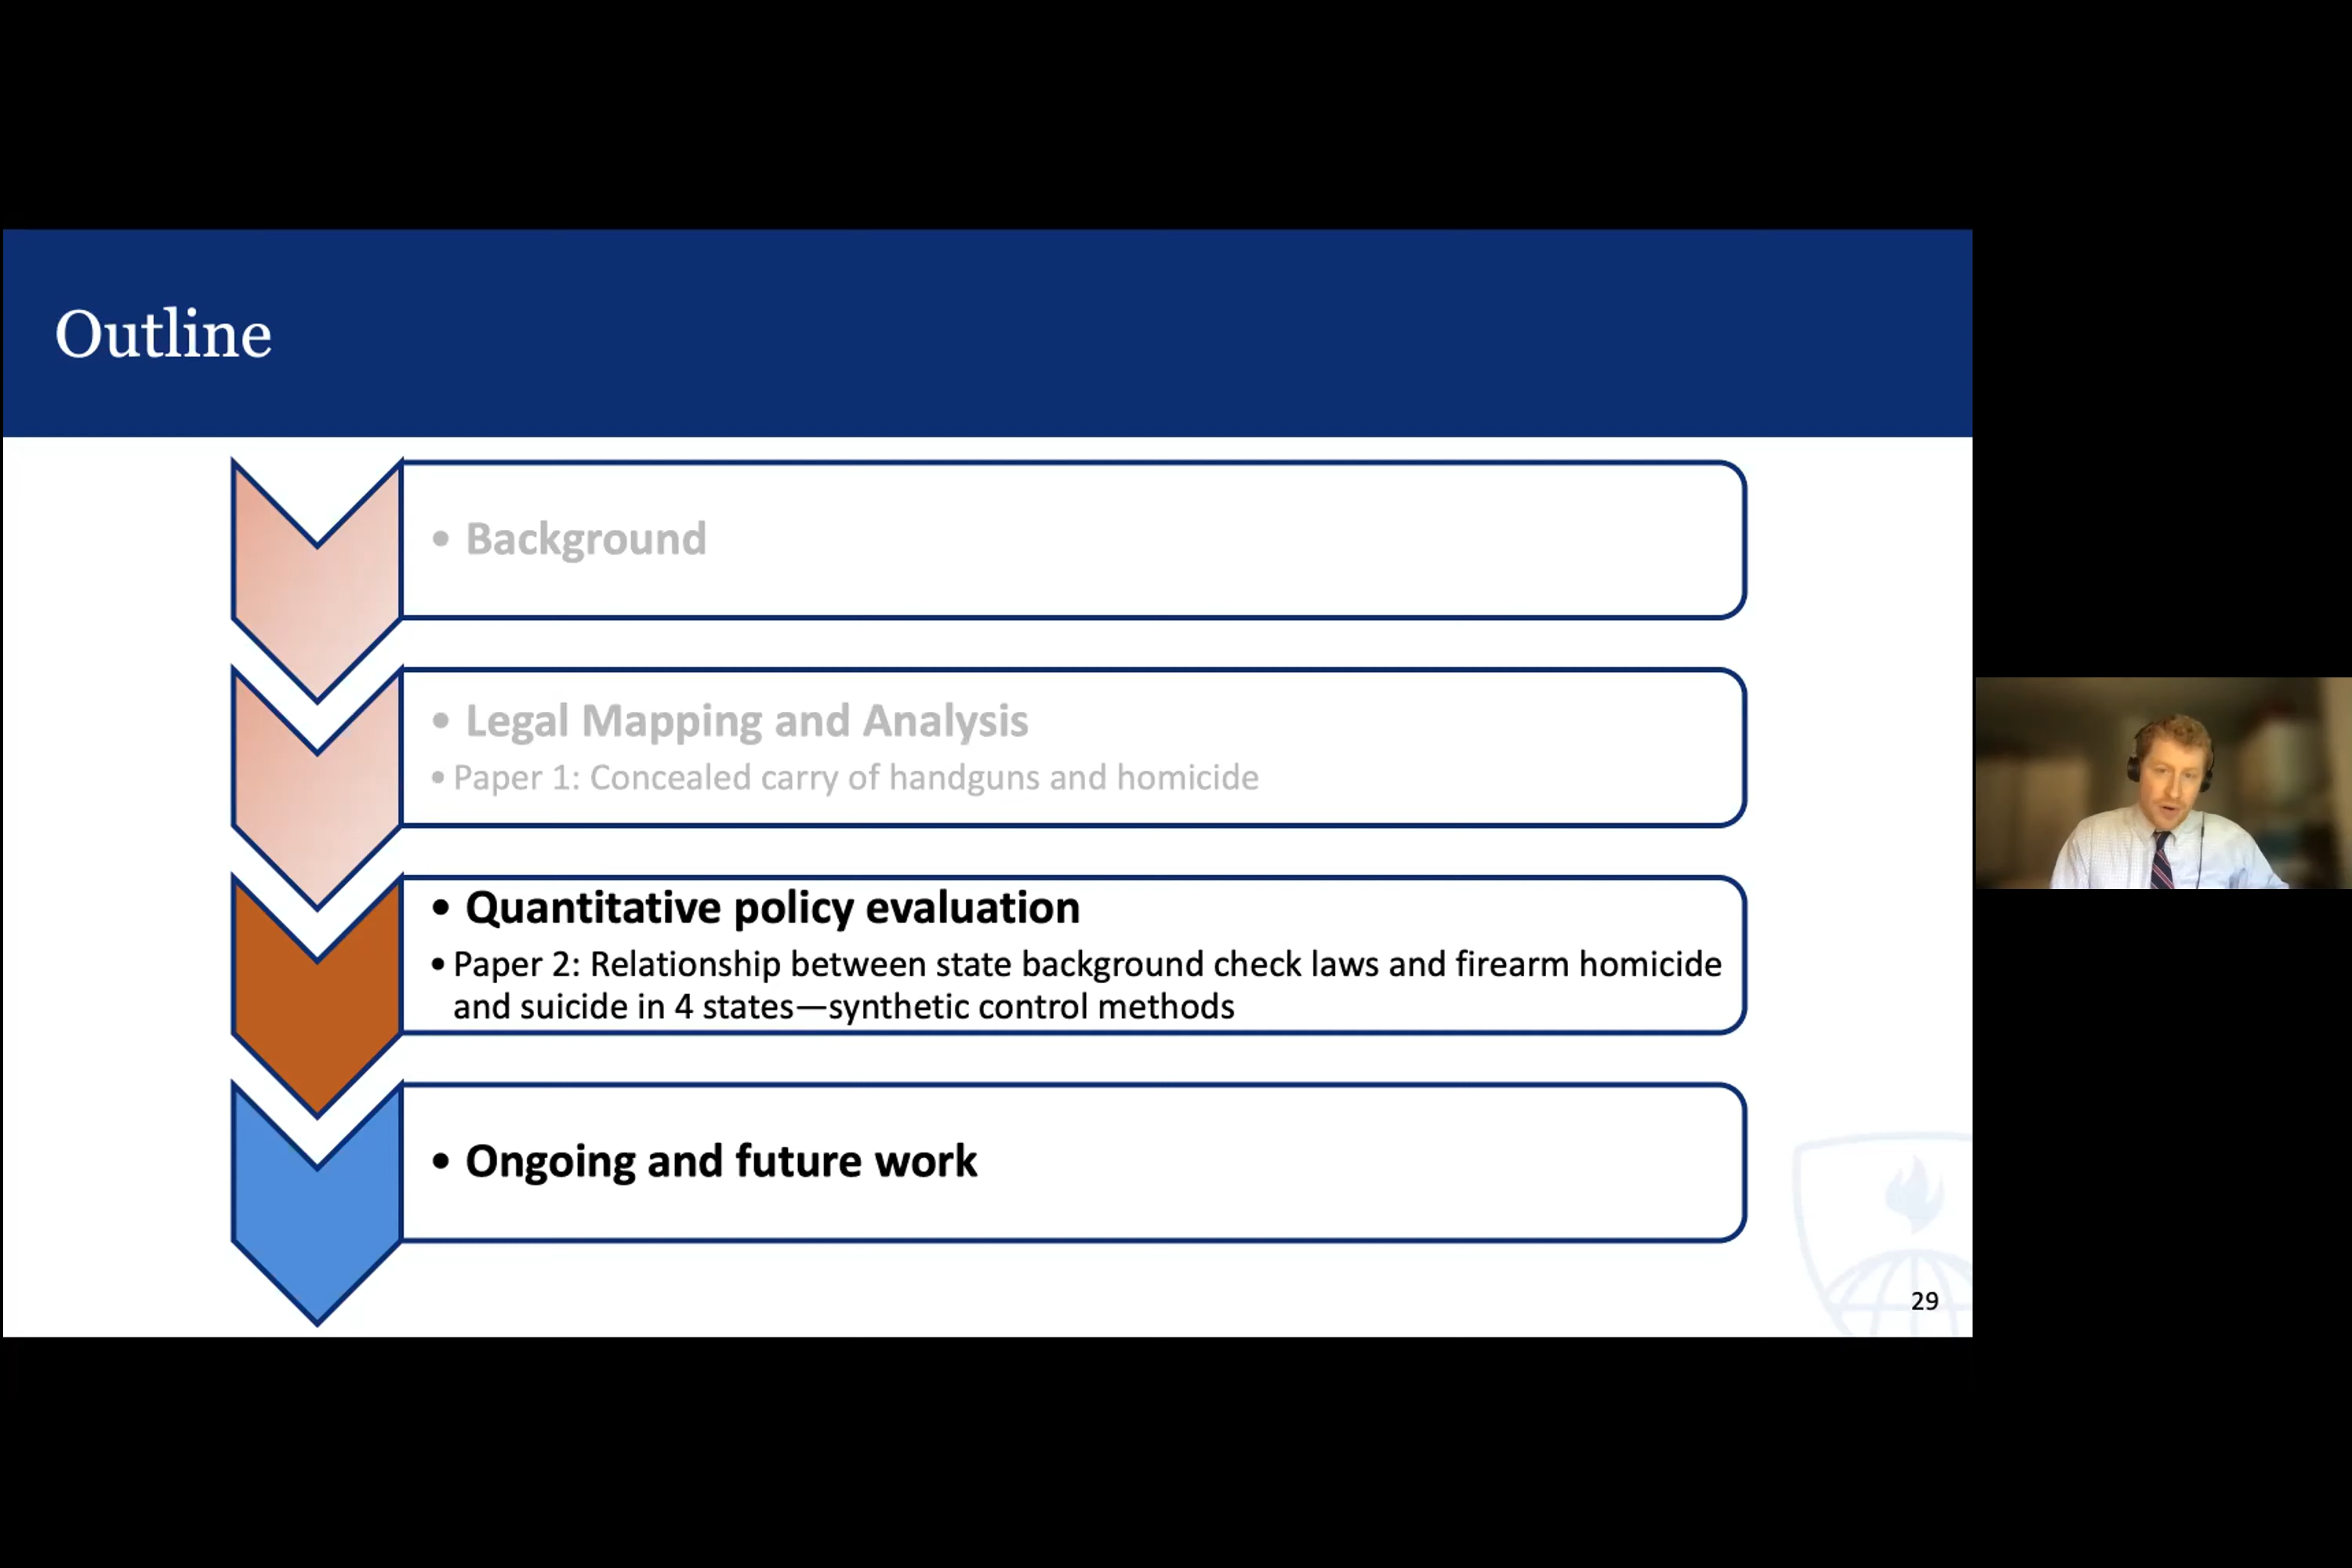 Outline
• Background
• Legal Mapping and Analysis
• Paper 1: Concealed carry of handguns and homicide
• Quantitative policy evaluation
• Paper 2: Relationship between state background check laws and firearm homicide
and suicide in 4 states—synthetic control methods
• Ongoing and future work
29